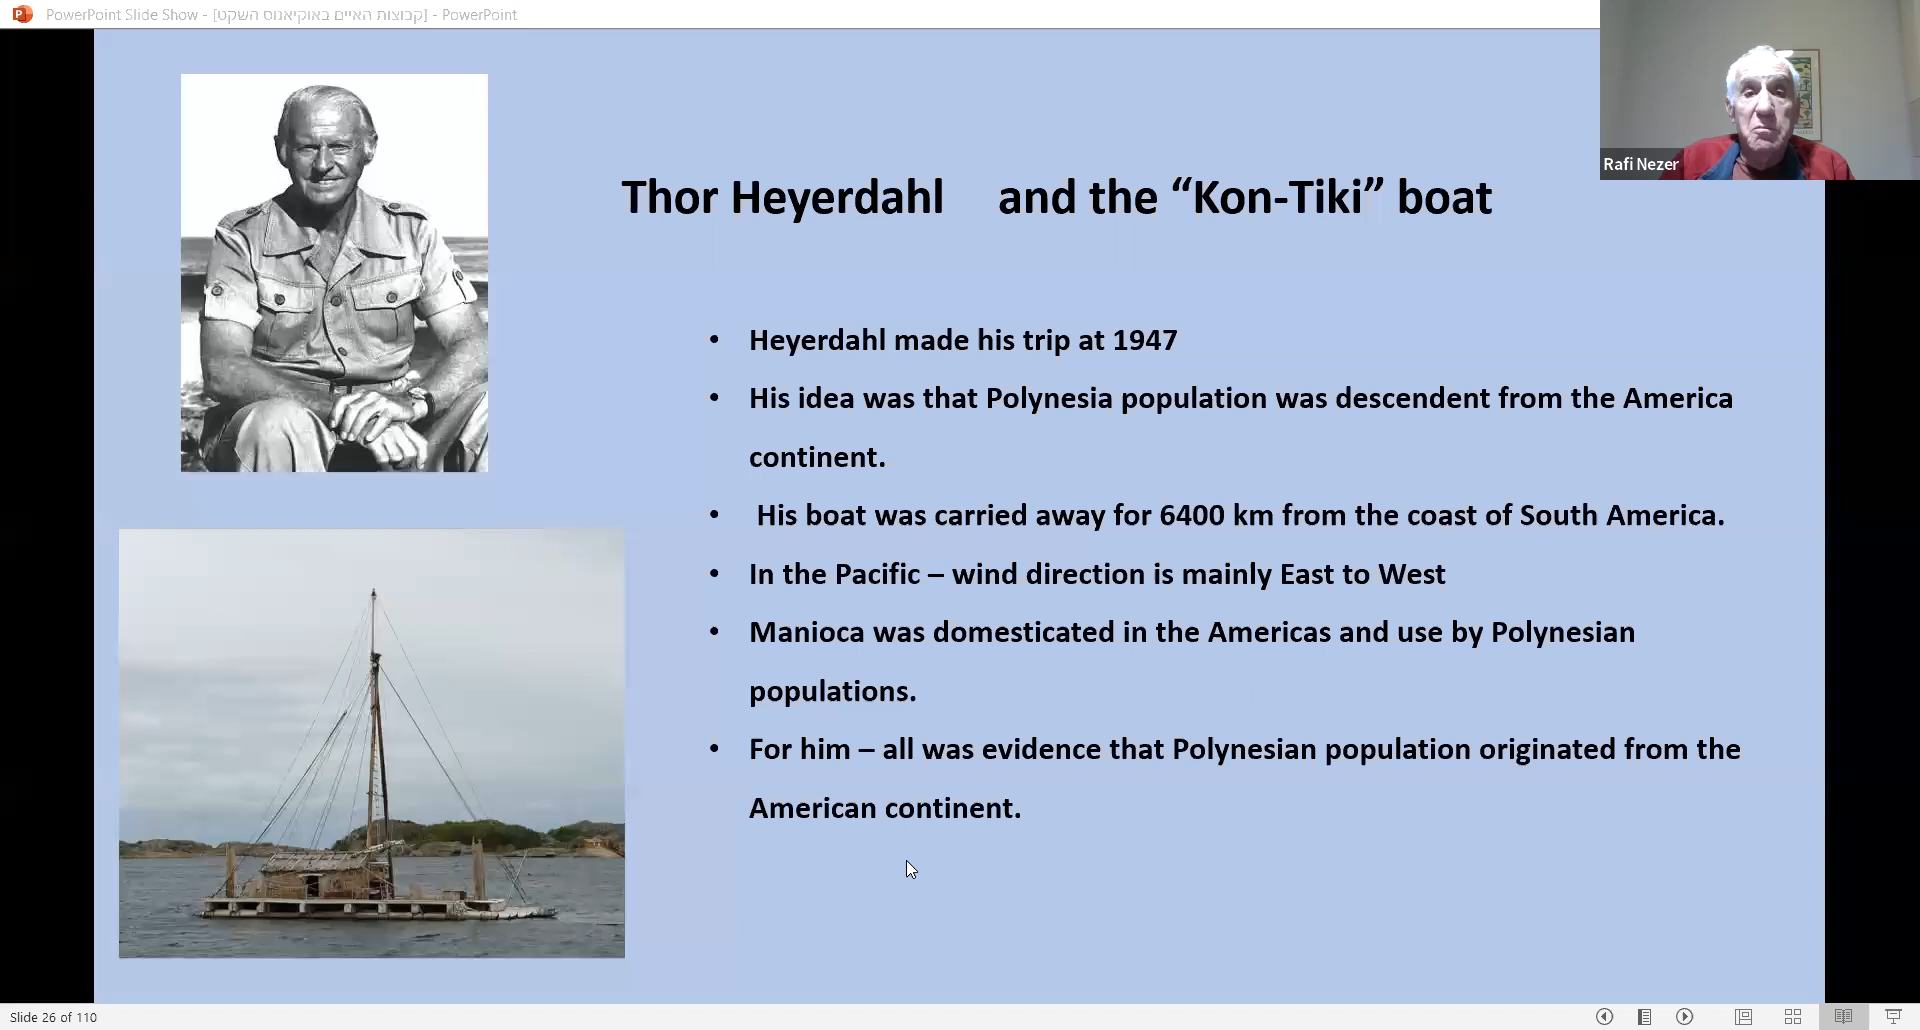 PowerPoint Slide Show - [קבוצות האיים באוקיאנוס השקט] - PowerPoint
Rafi Nezer
Thor Heyerdahl and the “Kon-Tiki” boat
• Heyerdahl made his trip at 1947
• His idea was that Polynesia population was descendent from the America
continent.
• His boat was carried away for 6400 km from the coast of South America.
• In the Pacific – wind direction is mainly East to West
• Manioca was domesticated in the Americas and use by Polynesian
populations.
• For him – all was evidence that Polynesian population originated from the
American continent.
Slide 26 of 110